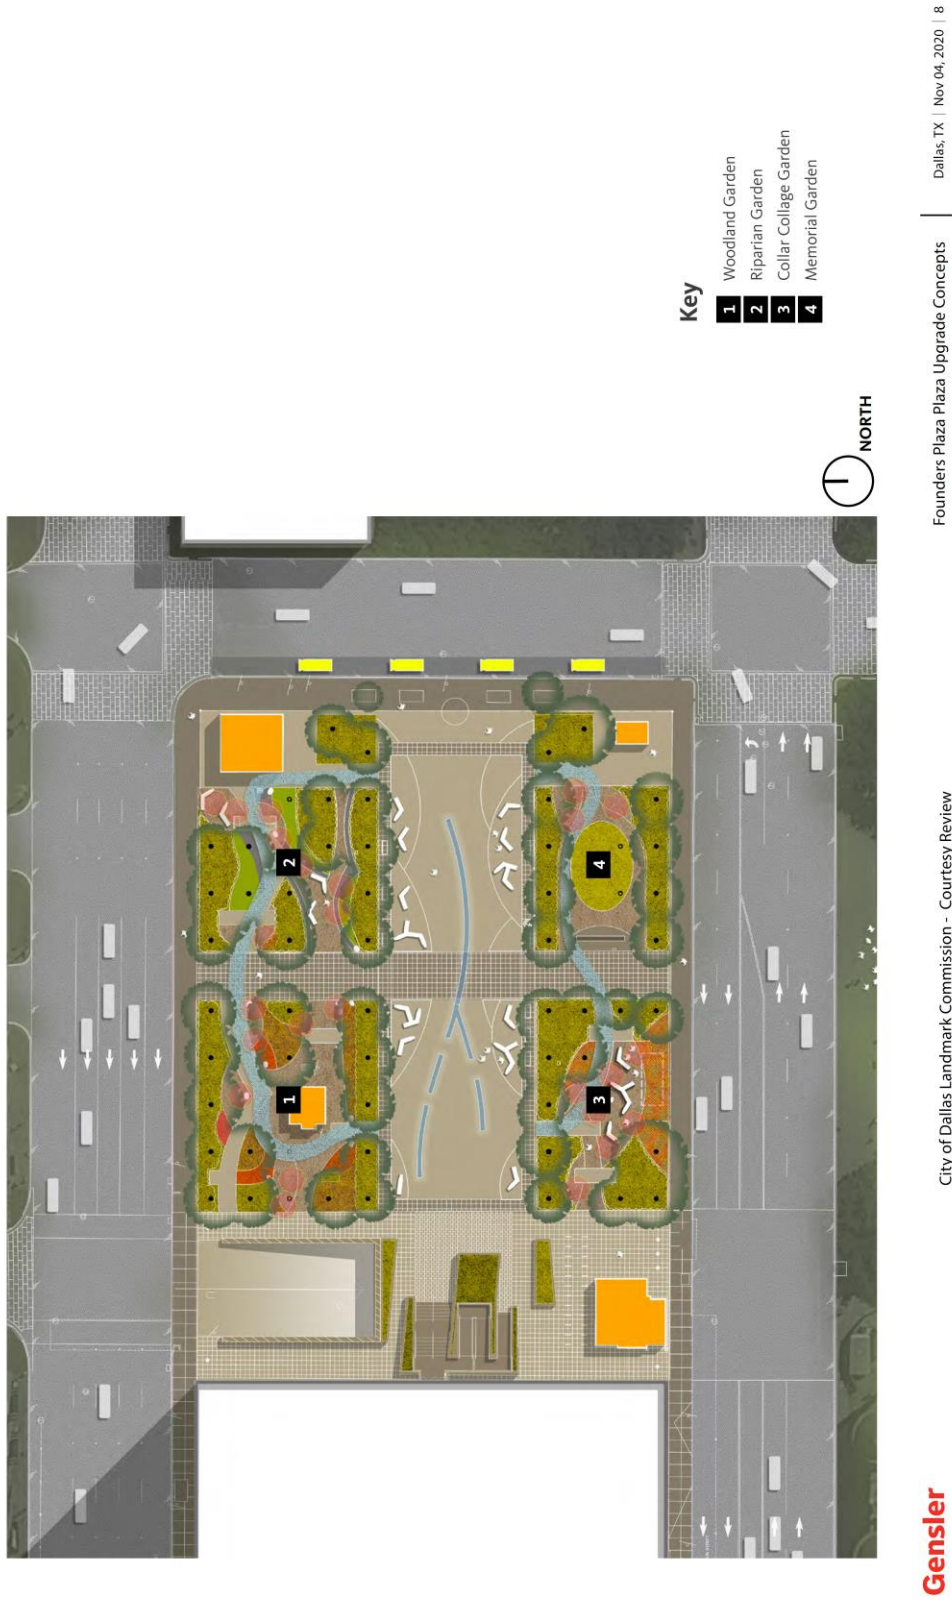 1
2
3
4
NORTH
Key
1 Woodland Garden
2 Riparian Garden
3 Collar Collage Garden
4 Memorial Garden
Gensler
City of Dallas Landmark Commission - Courtesy Review
Founders Plaza Plaza Upgrade Concepts
Dallas, TX | Nov 04, 2020 | 8